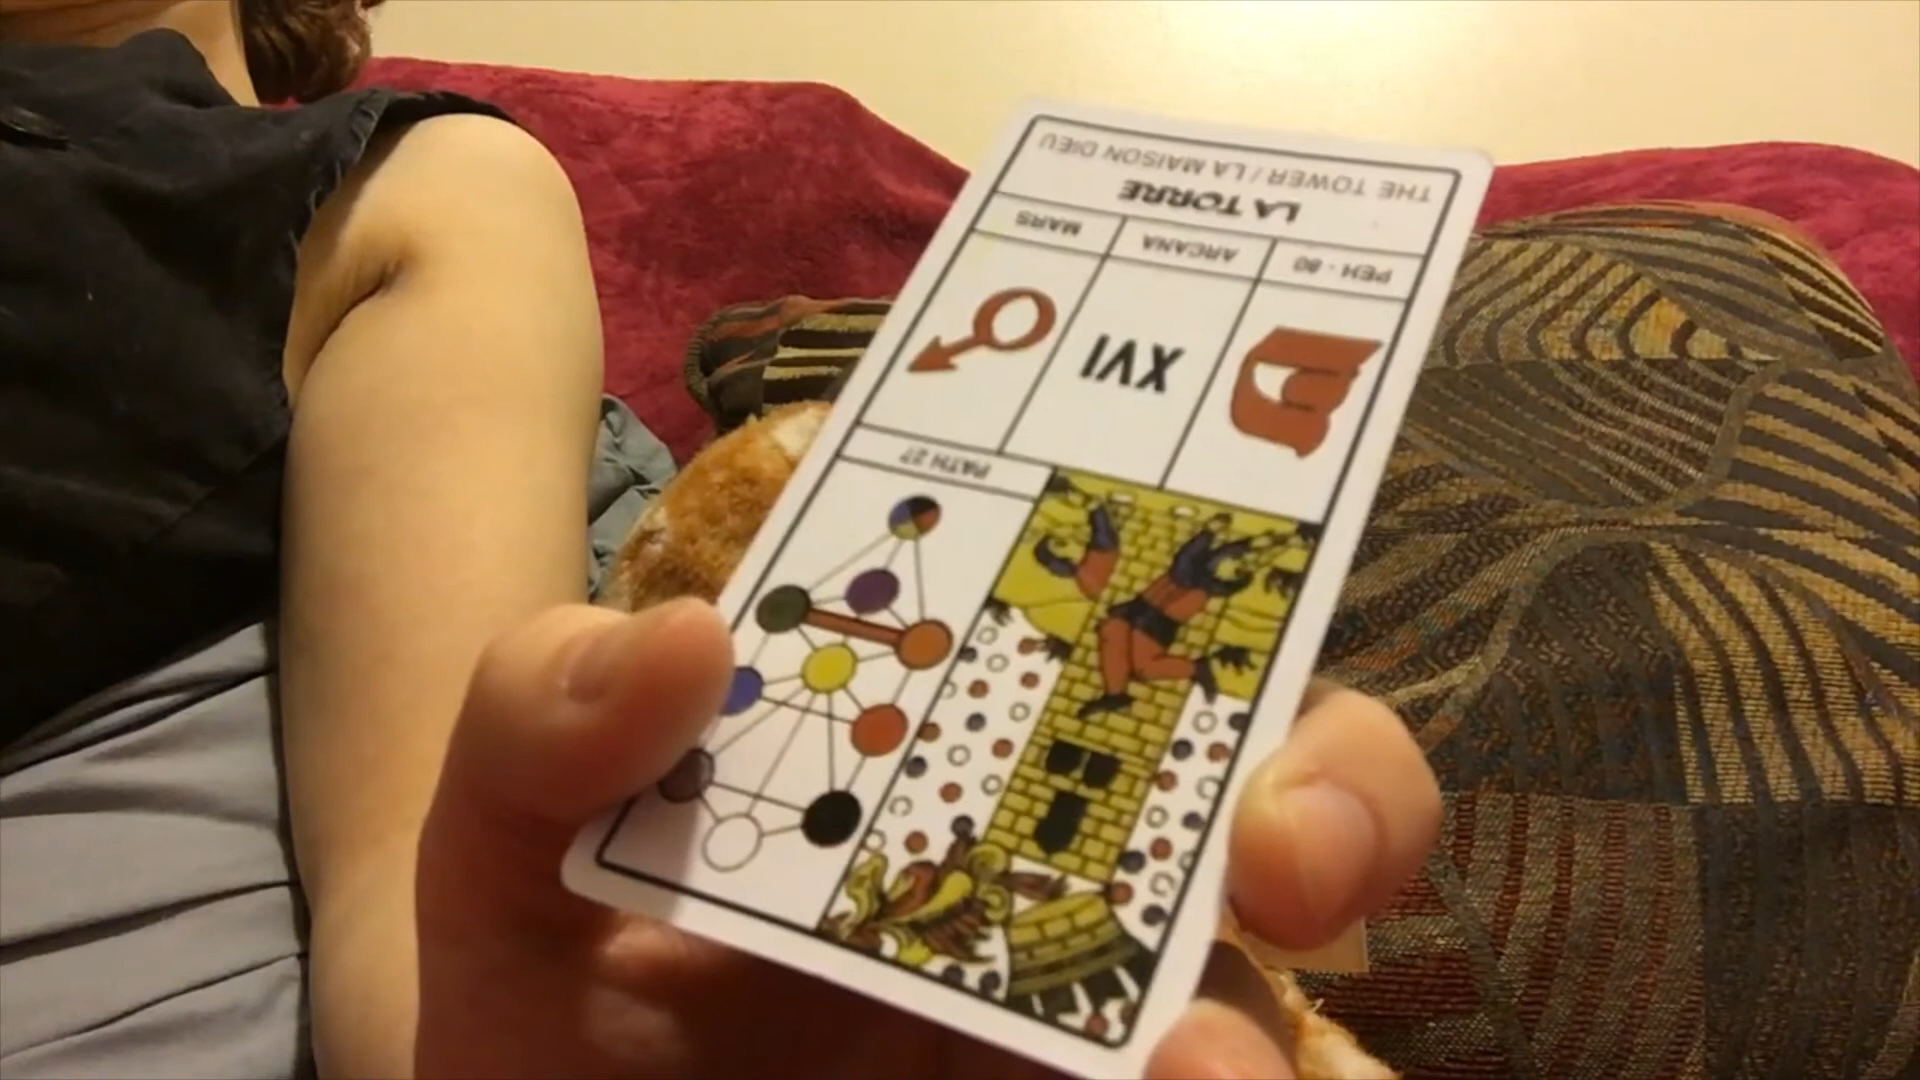 PATH 27
פ XVI
PEH - 80 ARCANA MARS
LA TORRE
THE TOWER / LA MAISON DIEU